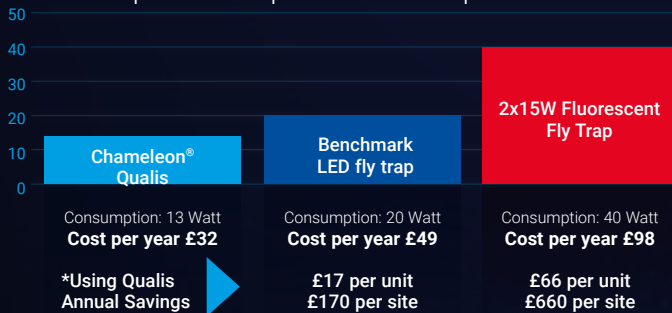 50
40
30
20
10
0
Chameleon®
Qualis
Benchmark
LED fly trap
2x15W Fluorescent
Fly Trap
Consumption: 13 Watt
Cost per year £32
Consumption: 20 Watt
Cost per year £49
Consumption: 40 Watt
Cost per year £98
*Using Qualis
Annual Savings
£17 per unit
£170 per site
£66 per unit
£660 per site